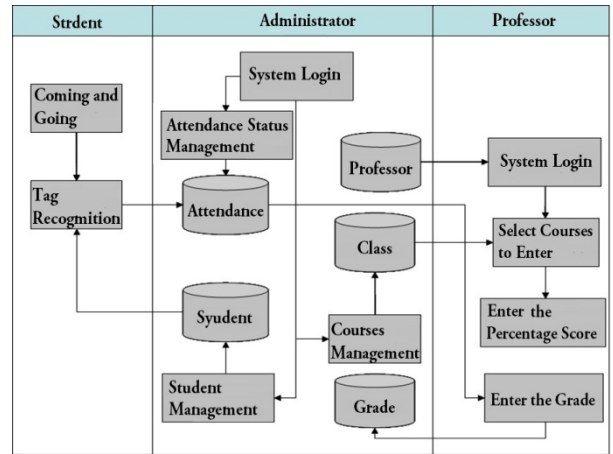 Strdent
Administrator
Professor
Coming and
Going
Tag
Recogmition
System Login
Attendance Status
Management
Attendance
Syudent
Student
Management
Professor
Class
Courses
Management
Grade
System Login
Select Courses
to Enter
Enter the
Percentage Score
Enter the Grade